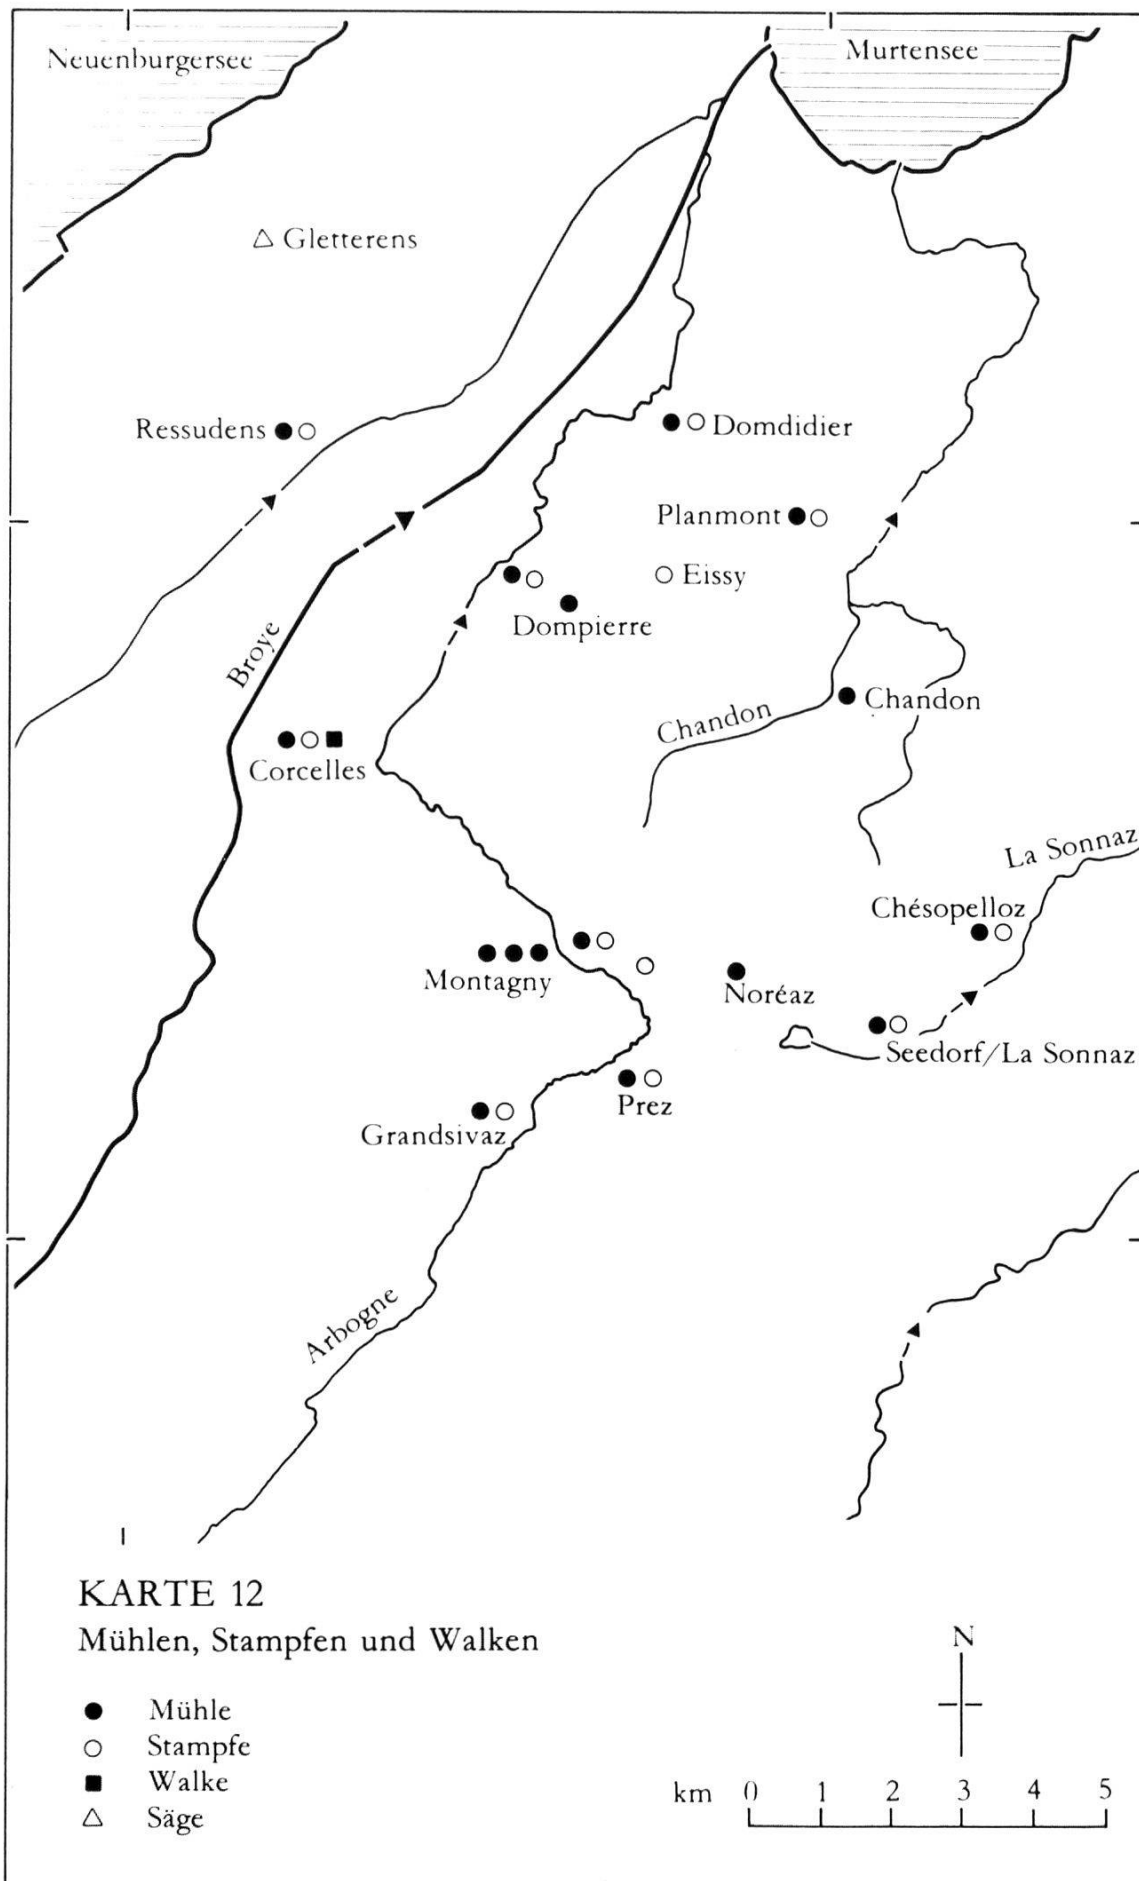 Neuenburgersee
Murtensee
Gletterens
Ressudens
Domdidier
Planmont
Eissy
Dompierre
Broye
Chandon
Chandon
Corcelles
La Sonnaz
Chésopelloz
Montagny
Noréaz
Seedorf/La Sonnaz
Prez
Grandsivaz
Arbogne
KARTE 12
Mühlen, Stampfen und Walken
Mühle
Stampfe
Walke
Säge
N
km 0 1 2 3 4 5